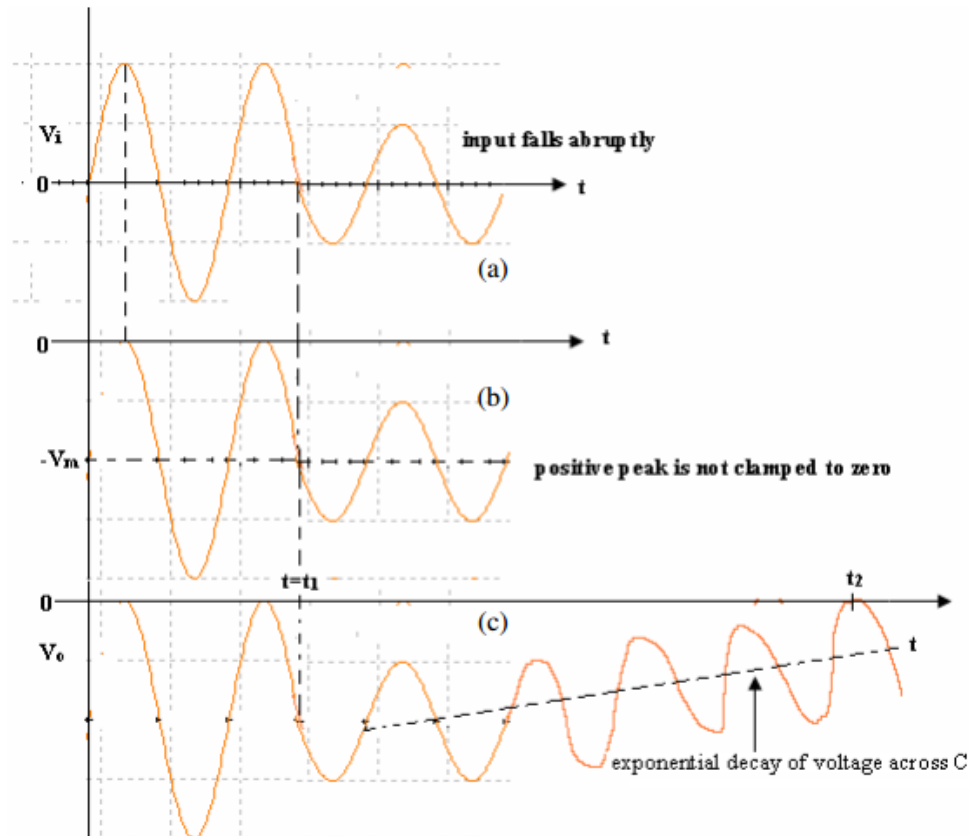 Vi
input falls abruptly
0
t
(a)
0
t
(b)
-Vm
positive peak is not clamped to zero
t=t1
t2
0
(c)
Vo
t
exponential decay of voltage across C